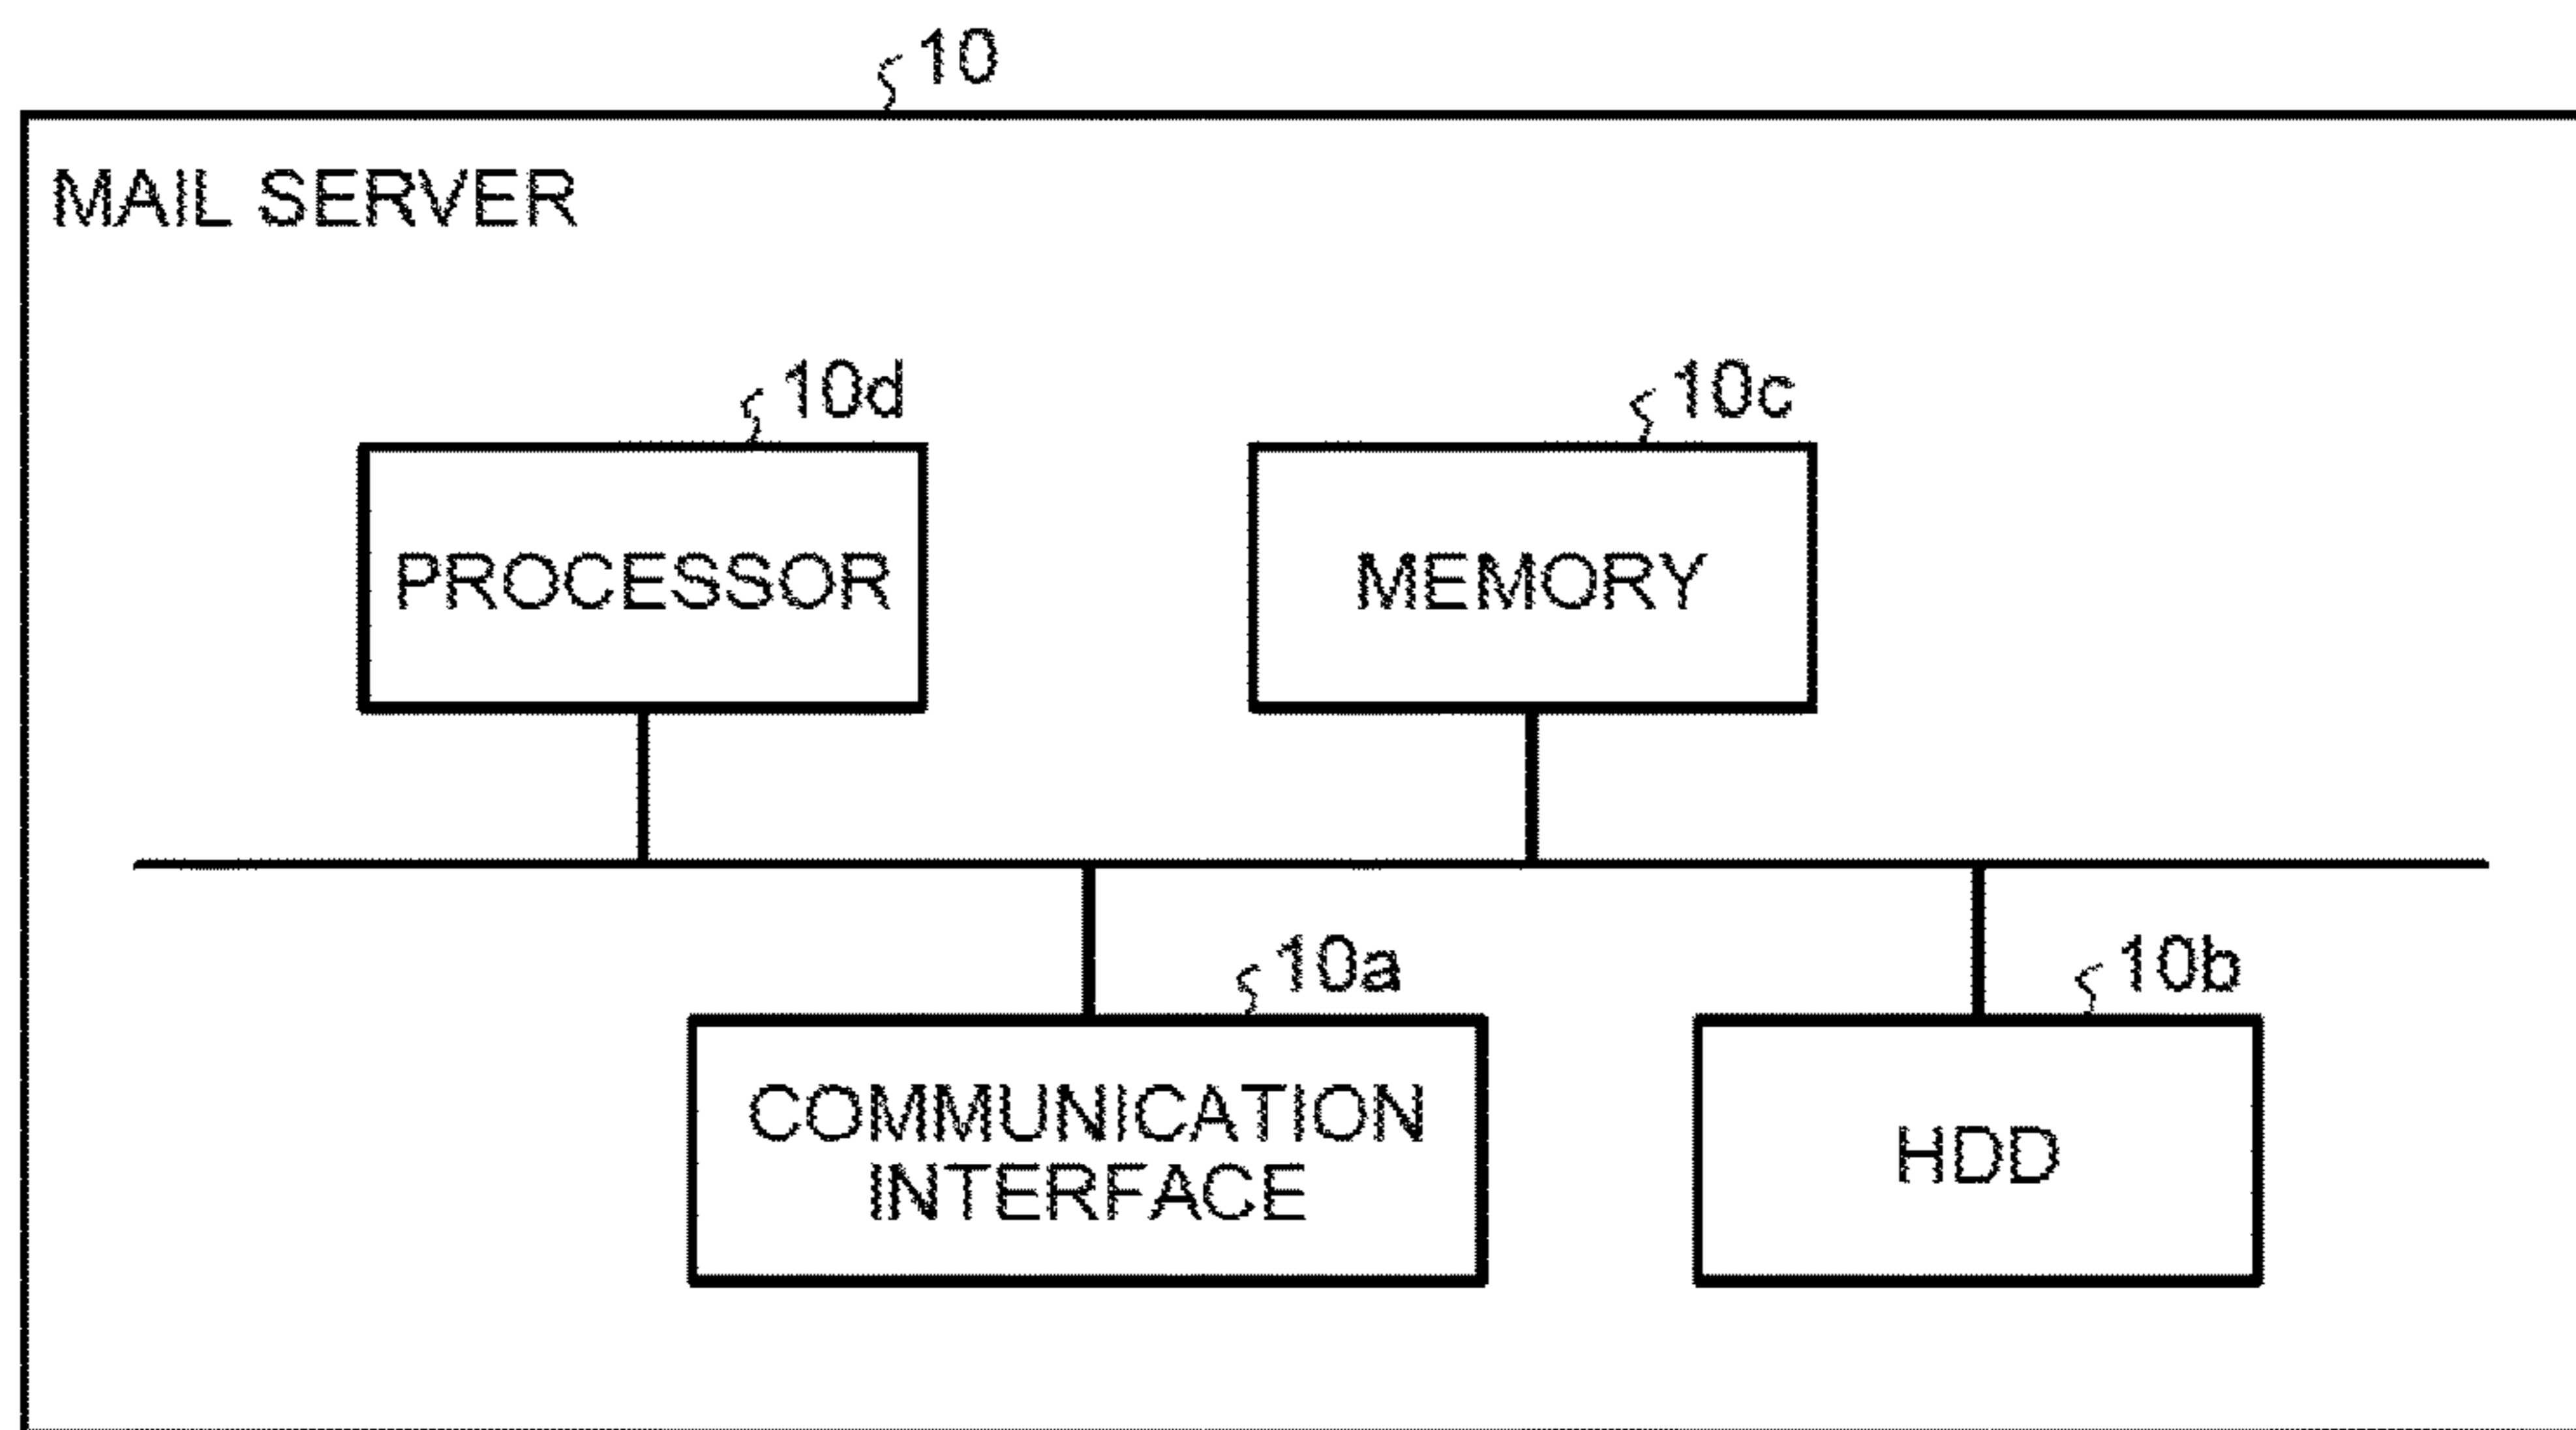 10
MAIL SERVER
10d
10c
PROCESSOR
MEMORY
10a
10b
COMMUNICATION
INTERFACE
HDD